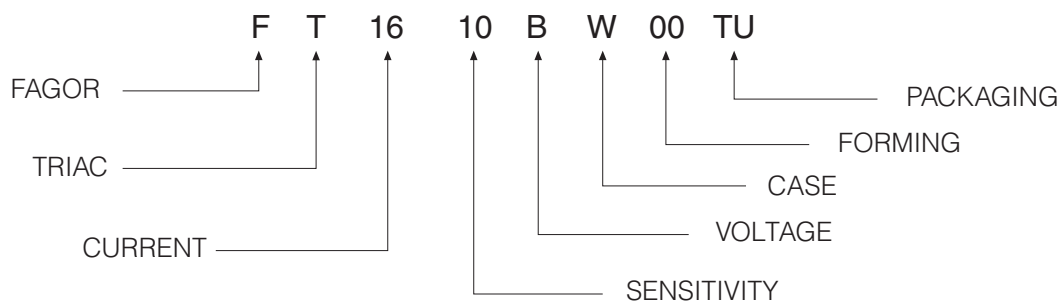 F T 16 10 B W 00 TU
FAGOR
PACKAGING
FORMING
TRIAC
CASE
VOLTAGE
CURRENT
SENSITIVITY